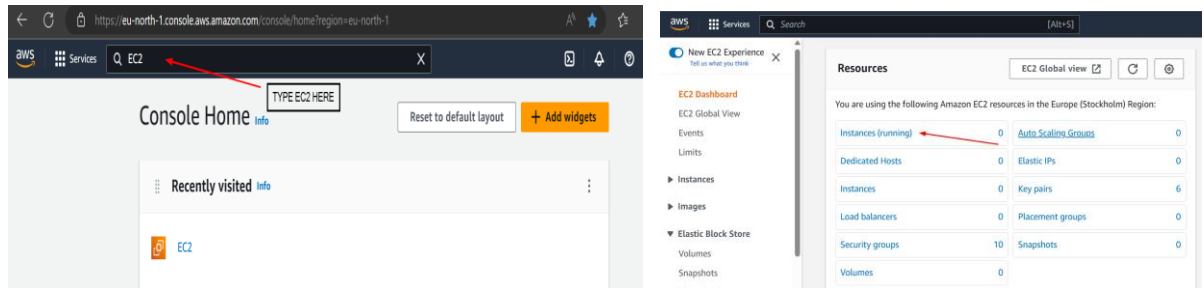 https://eu-north-1.console.aws.amazon.com/console/home?region=eu-north-1
aws Services EC2
TYPE EC2 HERE
Console Home Info
Reset to default layout
+ Add widgets
Recently visited Info
EC2
aws Services Search [Alt+S]
New EC2 Experience
Tell us what you think
EC2 Dashboard
EC2 Global View
Events
Limits
Instances
Images
Elastic Block Store
Volumes
Snapshots
Resources
EC2 Global view
You are using the following Amazon EC2 resources in the Europe (Stockholm) Region:
Instances (running) 0 Auto Scaling Groups 0
Dedicated Hosts 0 Elastic IPs 0
Instances 0 Key pairs 6
Load balancers 0 Placement groups 0
Security groups 10 Snapshots 0
Volumes 0